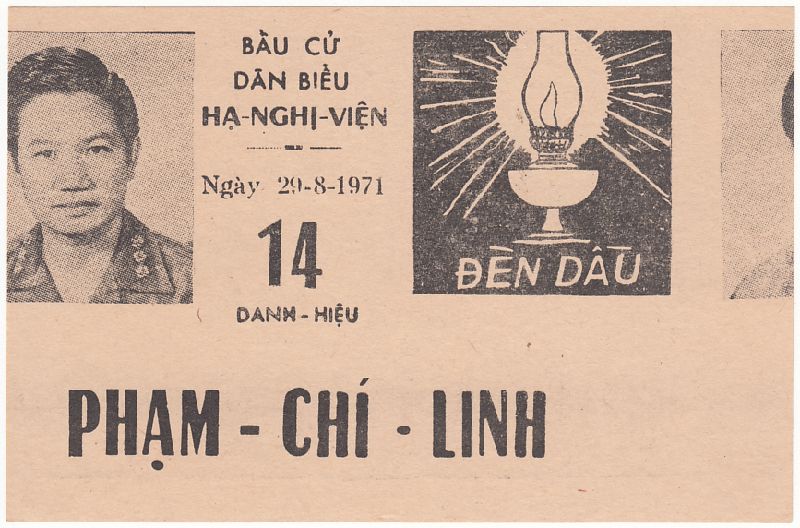 BẦU CỬ
DÂN BIỂU
HẠ-NGHỊ-VIỆN
Ngày 29-8-1971
14
DANH-HIỆU
ĐÈN DẦU
PHẠM - CHÍ - LINH